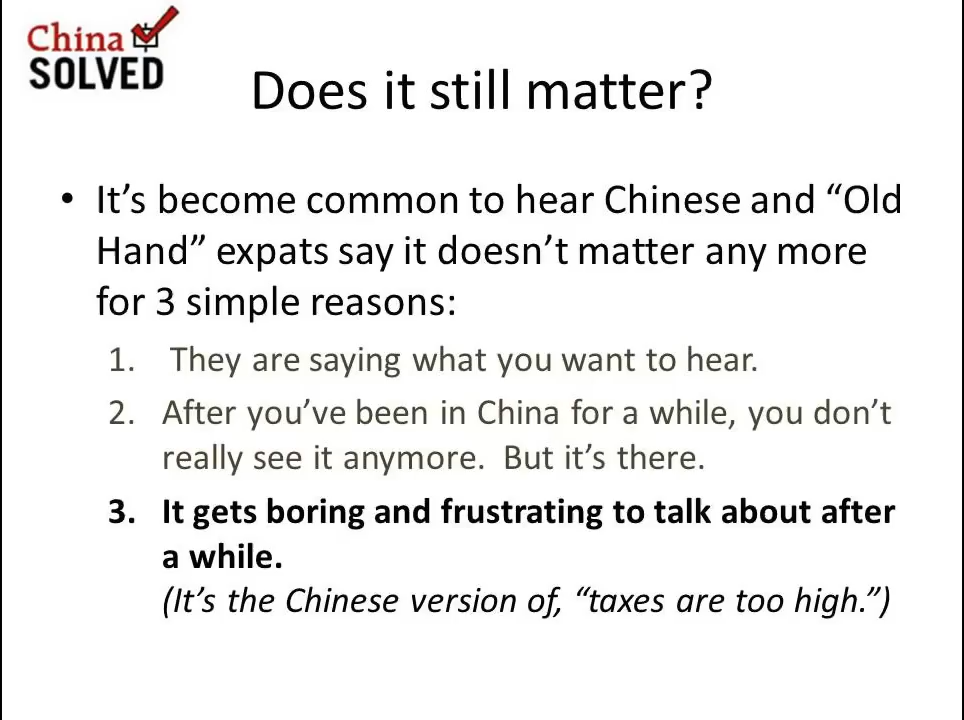 China
SOLVED
Does it still matter?
• It’s become common to hear Chinese and “Old
Hand” expats say it doesn’t matter any more
for 3 simple reasons:
1. They are saying what you want to hear.
2. After you’ve been in China for a while, you don’t
really see it anymore. But it’s there.
3. It gets boring and frustrating to talk about after
a while.
(It’s the Chinese version of, “taxes are too high.”)